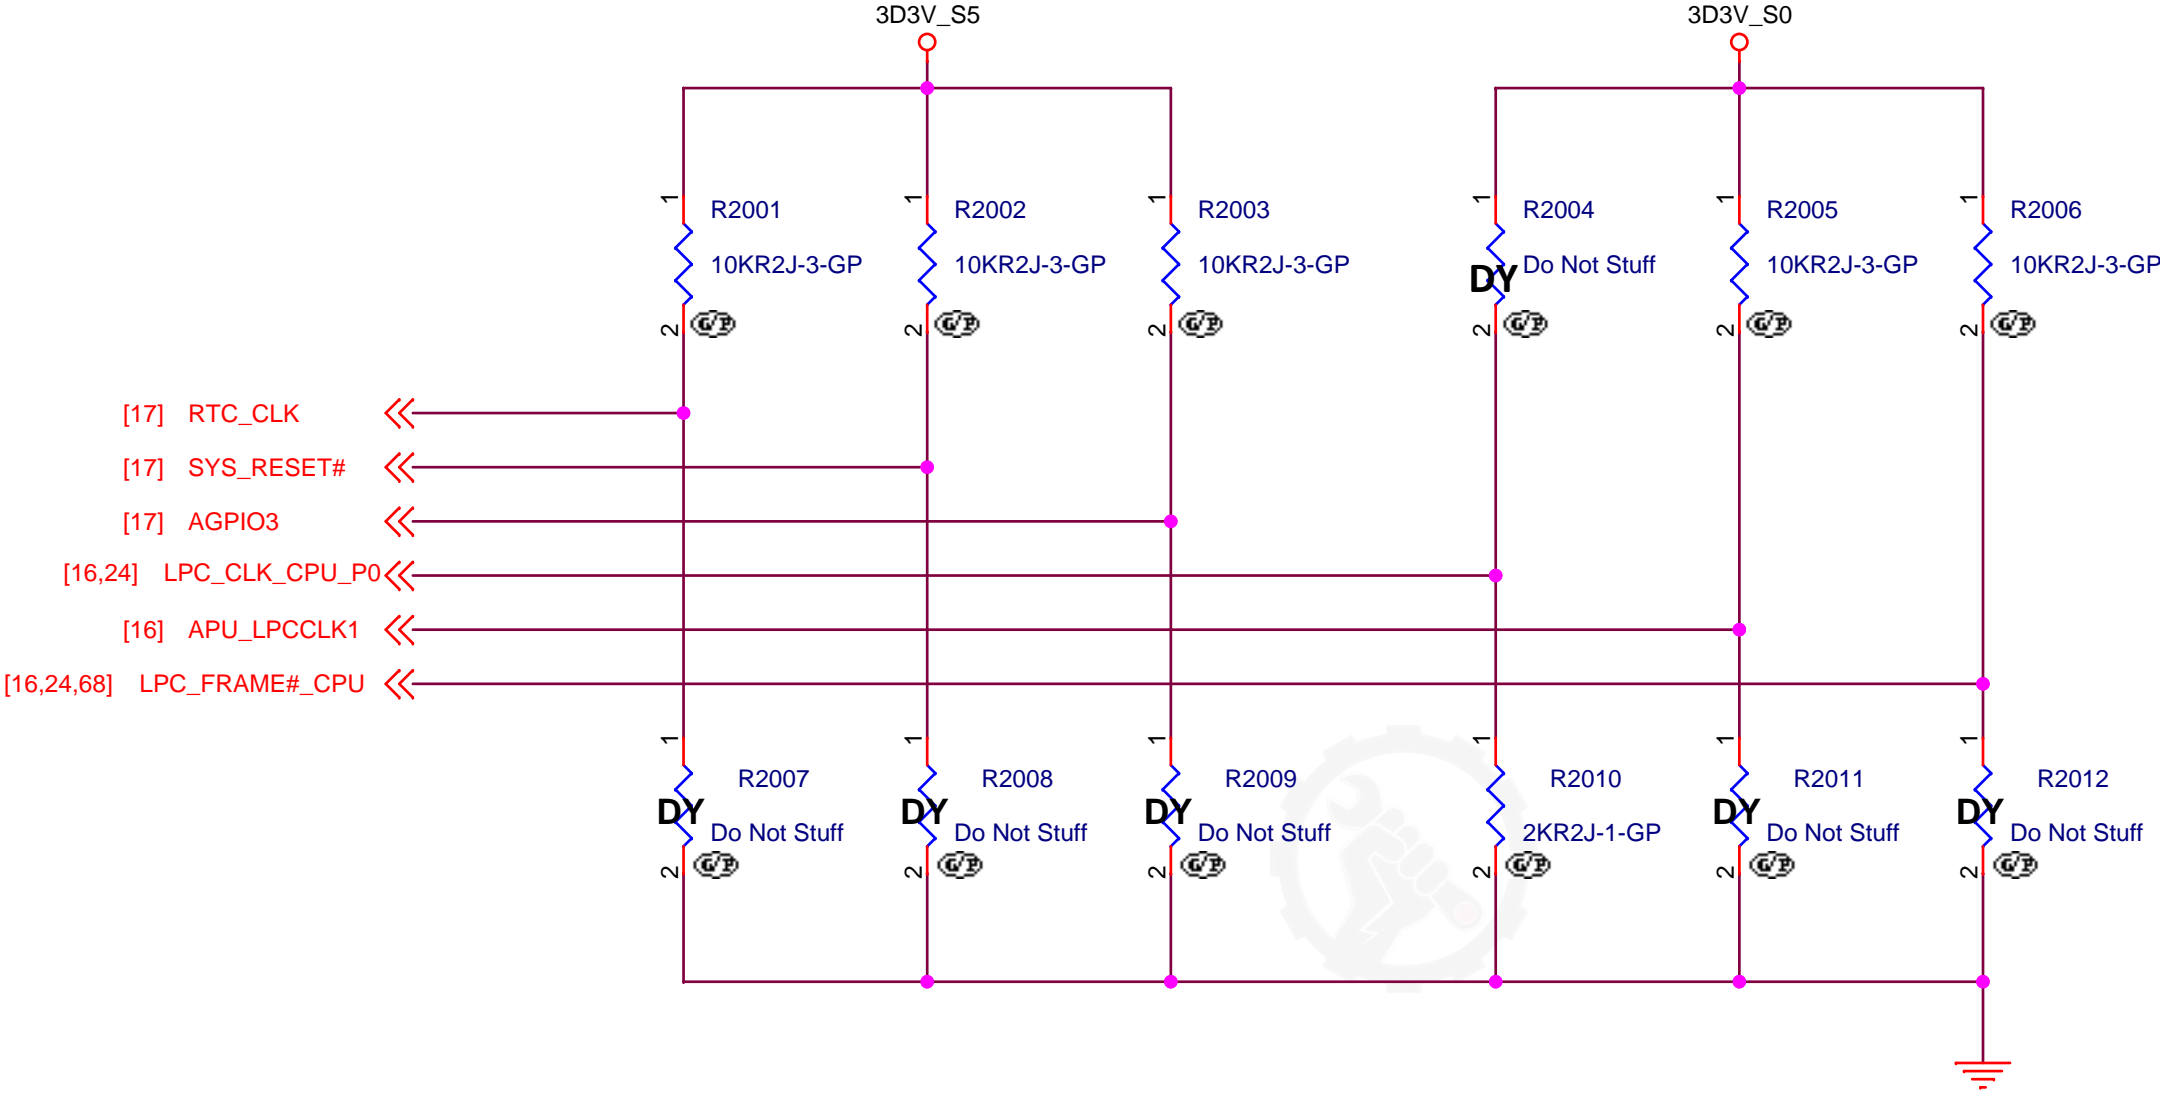 3D3V_S5 3D3V_S0
1 1 1 1 1 1
R2001 R2002 R2003 R2004 R2005 R2006
10KR2J-3-GP 10KR2J-3-GP 10KR2J-3-GP DY Do Not Stuff 10KR2J-3-GP 10KR2J-3-GP
2 G/P 2 G/P 2 G/P 2 G/P 2 G/P 2 G/P
[17] RTC_CLK
[17] SYS_RESET#
[17] AGPIO3
[16,24] LPC_CLK_CPU_P0
[16] APU_LPCCLK1
[16,24,68] LPC_FRAME#_CPU
1 1 1 1 1 1
R2007 R2008 R2009 R2010 R2011 R2012
DY Do Not Stuff DY Do Not Stuff DY Do Not Stuff 2KR2J-1-GP DY Do Not Stuff DY Do Not Stuff
2 G/P 2 G/P 2 G/P 2 G/P 2 G/P 2 G/P